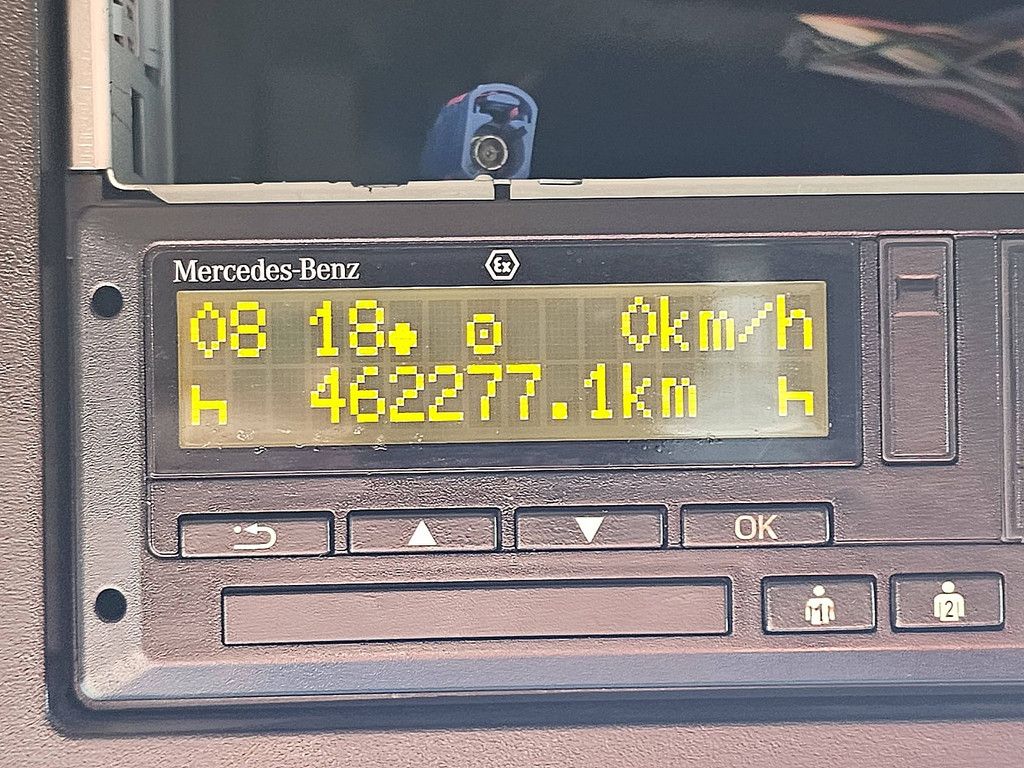 Mercedes-Benz Ex
08 18 0km/h
462277.1km
OK
1 2